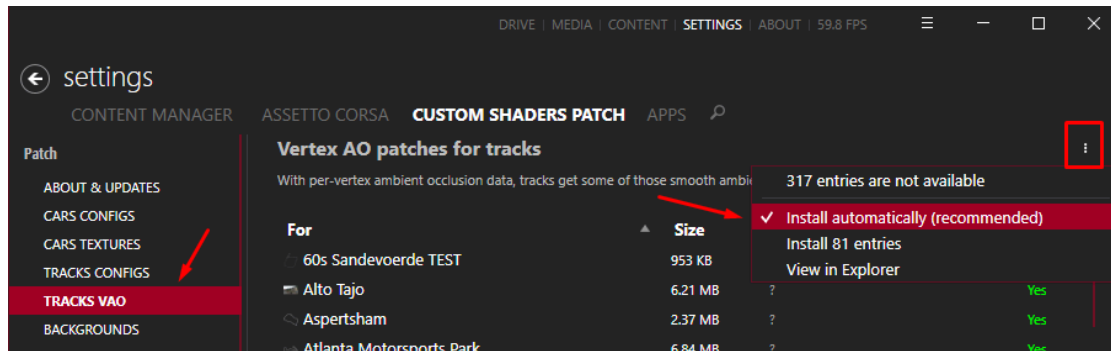 DRIVE | MEDIA | CONTENT | SETTINGS | ABOUT | 59.8 FPS
settings
CONTENT MANAGER ASSETTO CORSA CUSTOM SHADERS PATCH APPS
Patch
ABOUT & UPDATES
CARS CONFIGS
CARS TEXTURES
TRACKS CONFIGS
TRACKS VAO
BACKGROUNDS
Vertex AO patches for tracks
With per-vertex ambient occlusion data, tracks get some of those smooth
317 entries are not available
Install automatically (recommended)
Install 81 entries
View in Explorer
For Size
60s Sandevoerde TEST 953 KB
Alto Tajo 6.21 MB ? Yes
Aspertsham 2.37 MB ? Yes
Atlanta Motorsports Park 6.84 MB ? Yes